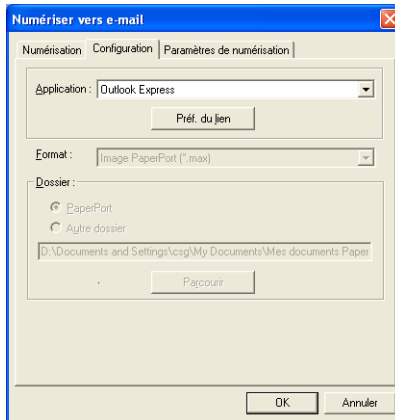 Numériser vers e-mail
Numérisation Configuration Paramètres de numérisation
Application : Outlook Express
Préf. du lien
Format : Image PaperPort (*.max)
Dossier :
PaperPort
Autre dossier
D:\Documents and Settings\csg\My Documents\Mes documents Paper
Parcourir
OK Annuler